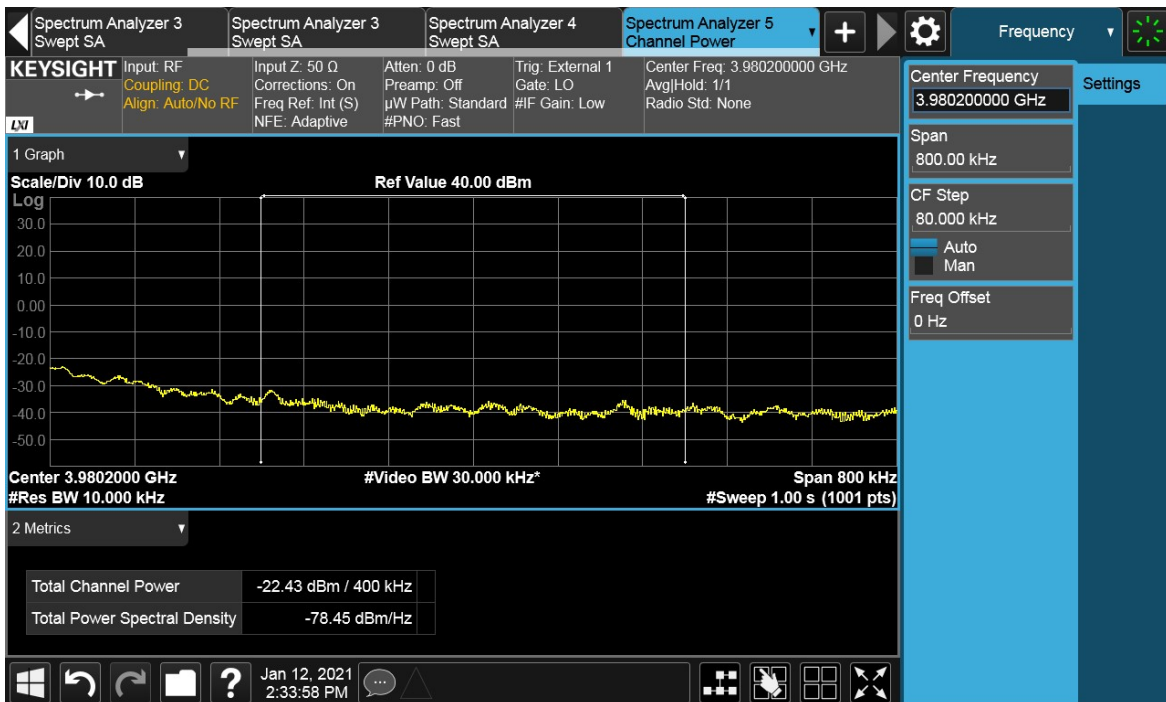 Spectrum Analyzer 3
Swept SA
Spectrum Analyzer 3
Swept SA
Spectrum Analyzer 4
Swept SA
Spectrum Analyzer 5
Channel Power
Frequency
KEYSIGHT
LXI
Input: RF
Coupling: DC
Align: Auto/No RF
Input Z: 50 Ω
Corrections: On
Freq Ref: Int (S)
NFE: Adaptive
Atten: 0 dB
Preamp: Off
µW Path: Standard
#PNO: Fast
Trig: External 1
Gate: LO
#IF Gain: Low
Center Freq: 3.980200000 GHz
Avg|Hold: 1/1
Radio Std: None
Center Frequency
3.980200000 GHz
Settings
Span
800.00 kHz
CF Step
80.000 kHz
Auto
Man
Freq Offset
0 Hz
1 Graph
Scale/Div 10.0 dB
Ref Value 40.00 dBm
Log
30.0
20.0
10.0
0.00
-10.0
-20.0
-30.0
-40.0
-50.0
Center 3.9802000 GHz
#Video BW 30.000 kHz*
Span 800 kHz
#Res BW 10.000 kHz
#Sweep 1.00 s (1001 pts)
2 Metrics
Total Channel Power -22.43 dBm / 400 kHz
Total Power Spectral Density -78.45 dBm/Hz
?
Jan 12, 2021
2:33:58 PM